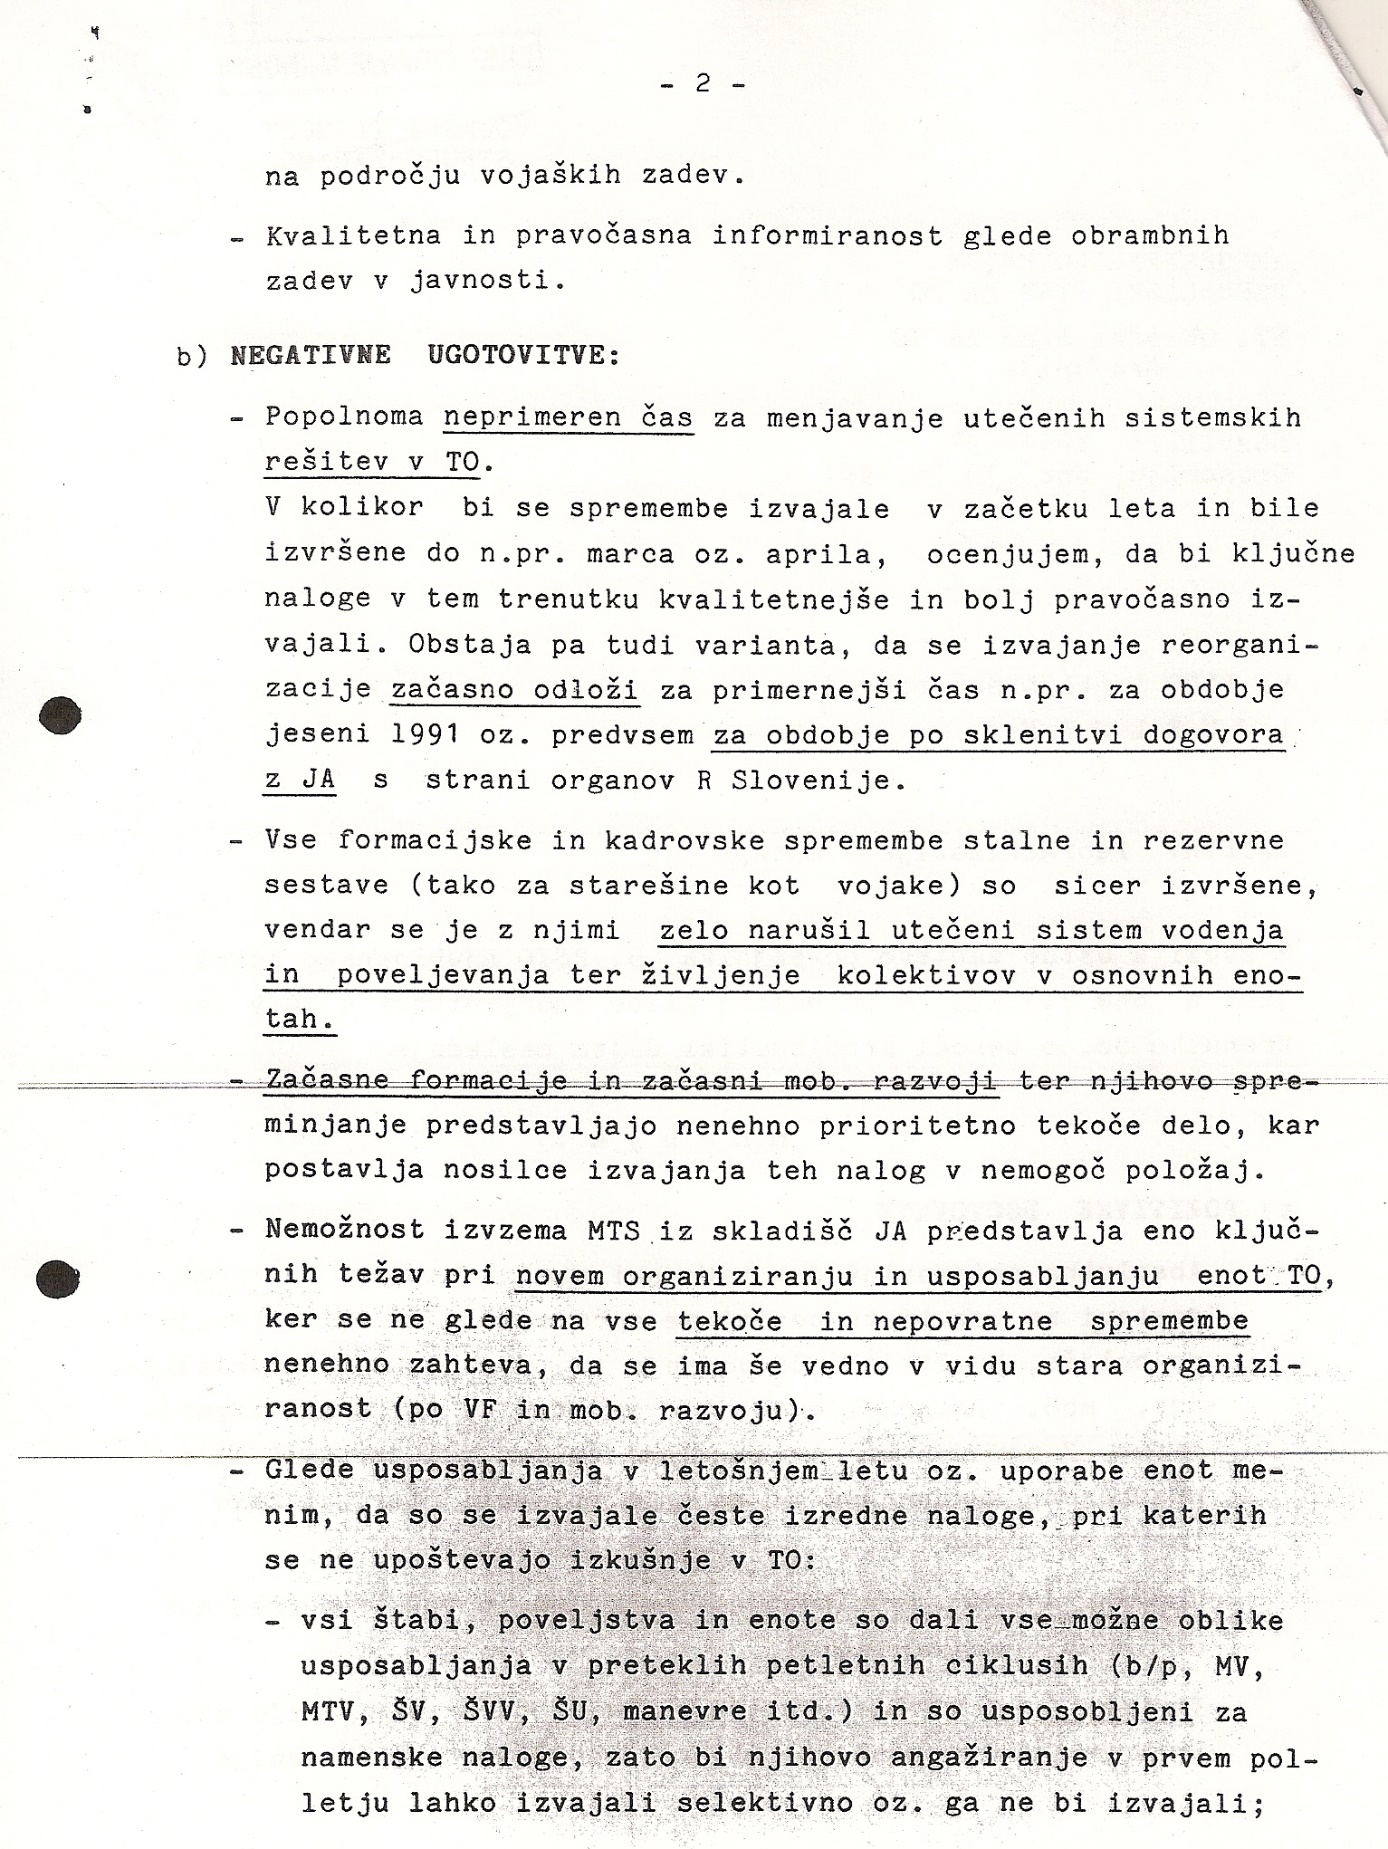 - 2 -
na področju vojaških zadev.
- Kvalitetna in pravočasna informiranost glede obrambnih
zadev v javnosti.
b) NEGATIVNE UGOTOVITVE:
- Popolnoma neprimeren čas za menjavanje utečenih sistemskih
rešitev v TO.
V kolikor bi se spremembe izvajale v začetku leta in bile
izvršene do n.pr. marca oz. aprila, ocenjujem, da bi ključne
naloge v tem trenutku kvalitetnejše in bolj pravočasno iz-
vajali. Obstaja pa tudi varianta, da se izvajanje reorgani-
zacije začasno odloži za primernejši čas n.pr. za obdobje
jeseni 1991 oz. predvsem za obdobje po sklenitvi dogovora
z JA s strani organov R Slovenije.
- Vse formacijske in kadrovske spremembe stalne in rezervne
sestave (tako za starešine kot vojake) so sicer izvršene,
vendar se je z njimi zelo narušil utečeni sistem vodenja
in poveljevanja ter življenje kolektivov v osnovnih eno-
tah.
- Začasne formacije in začasni mob. razvoji ter njihovo spre-
minjanje predstavljajo nenehno prioritetno tekoče delo, kar
postavlja nosilce izvajanja teh nalog v nemogoč položaj.
- Nemožnost izvzema MTS iz skladišč JA predstavlja eno ključ-
nih težav pri novem organiziranju in usposabljanju enot TO,
ker se ne glede na vse tekoče in nepovratne spremembe
nenehno zahteva, da se ima še vedno v vidu stara organizi-
ranost (po VF in mob. razvoju).
- Glede usposabljanja v letošnjem letu oz. uporabe enot me-
nim, da so se izvajale česte izredne naloge, pri katerih
se ne upoštevajo izkušnje v TO:
- vsi štabi, poveljstva in enote so dali vse možne oblike
usposabljanja v preteklih petletnih ciklusih (b/p, MV,
MTV, ŠV, ŠVV, ŠU, manevre itd.) in so usposobljeni za
namenske naloge, zato bi njihovo angažiranje v prvem pol-
letju lahko izvajali selektivno oz. ga ne bi izvajali;